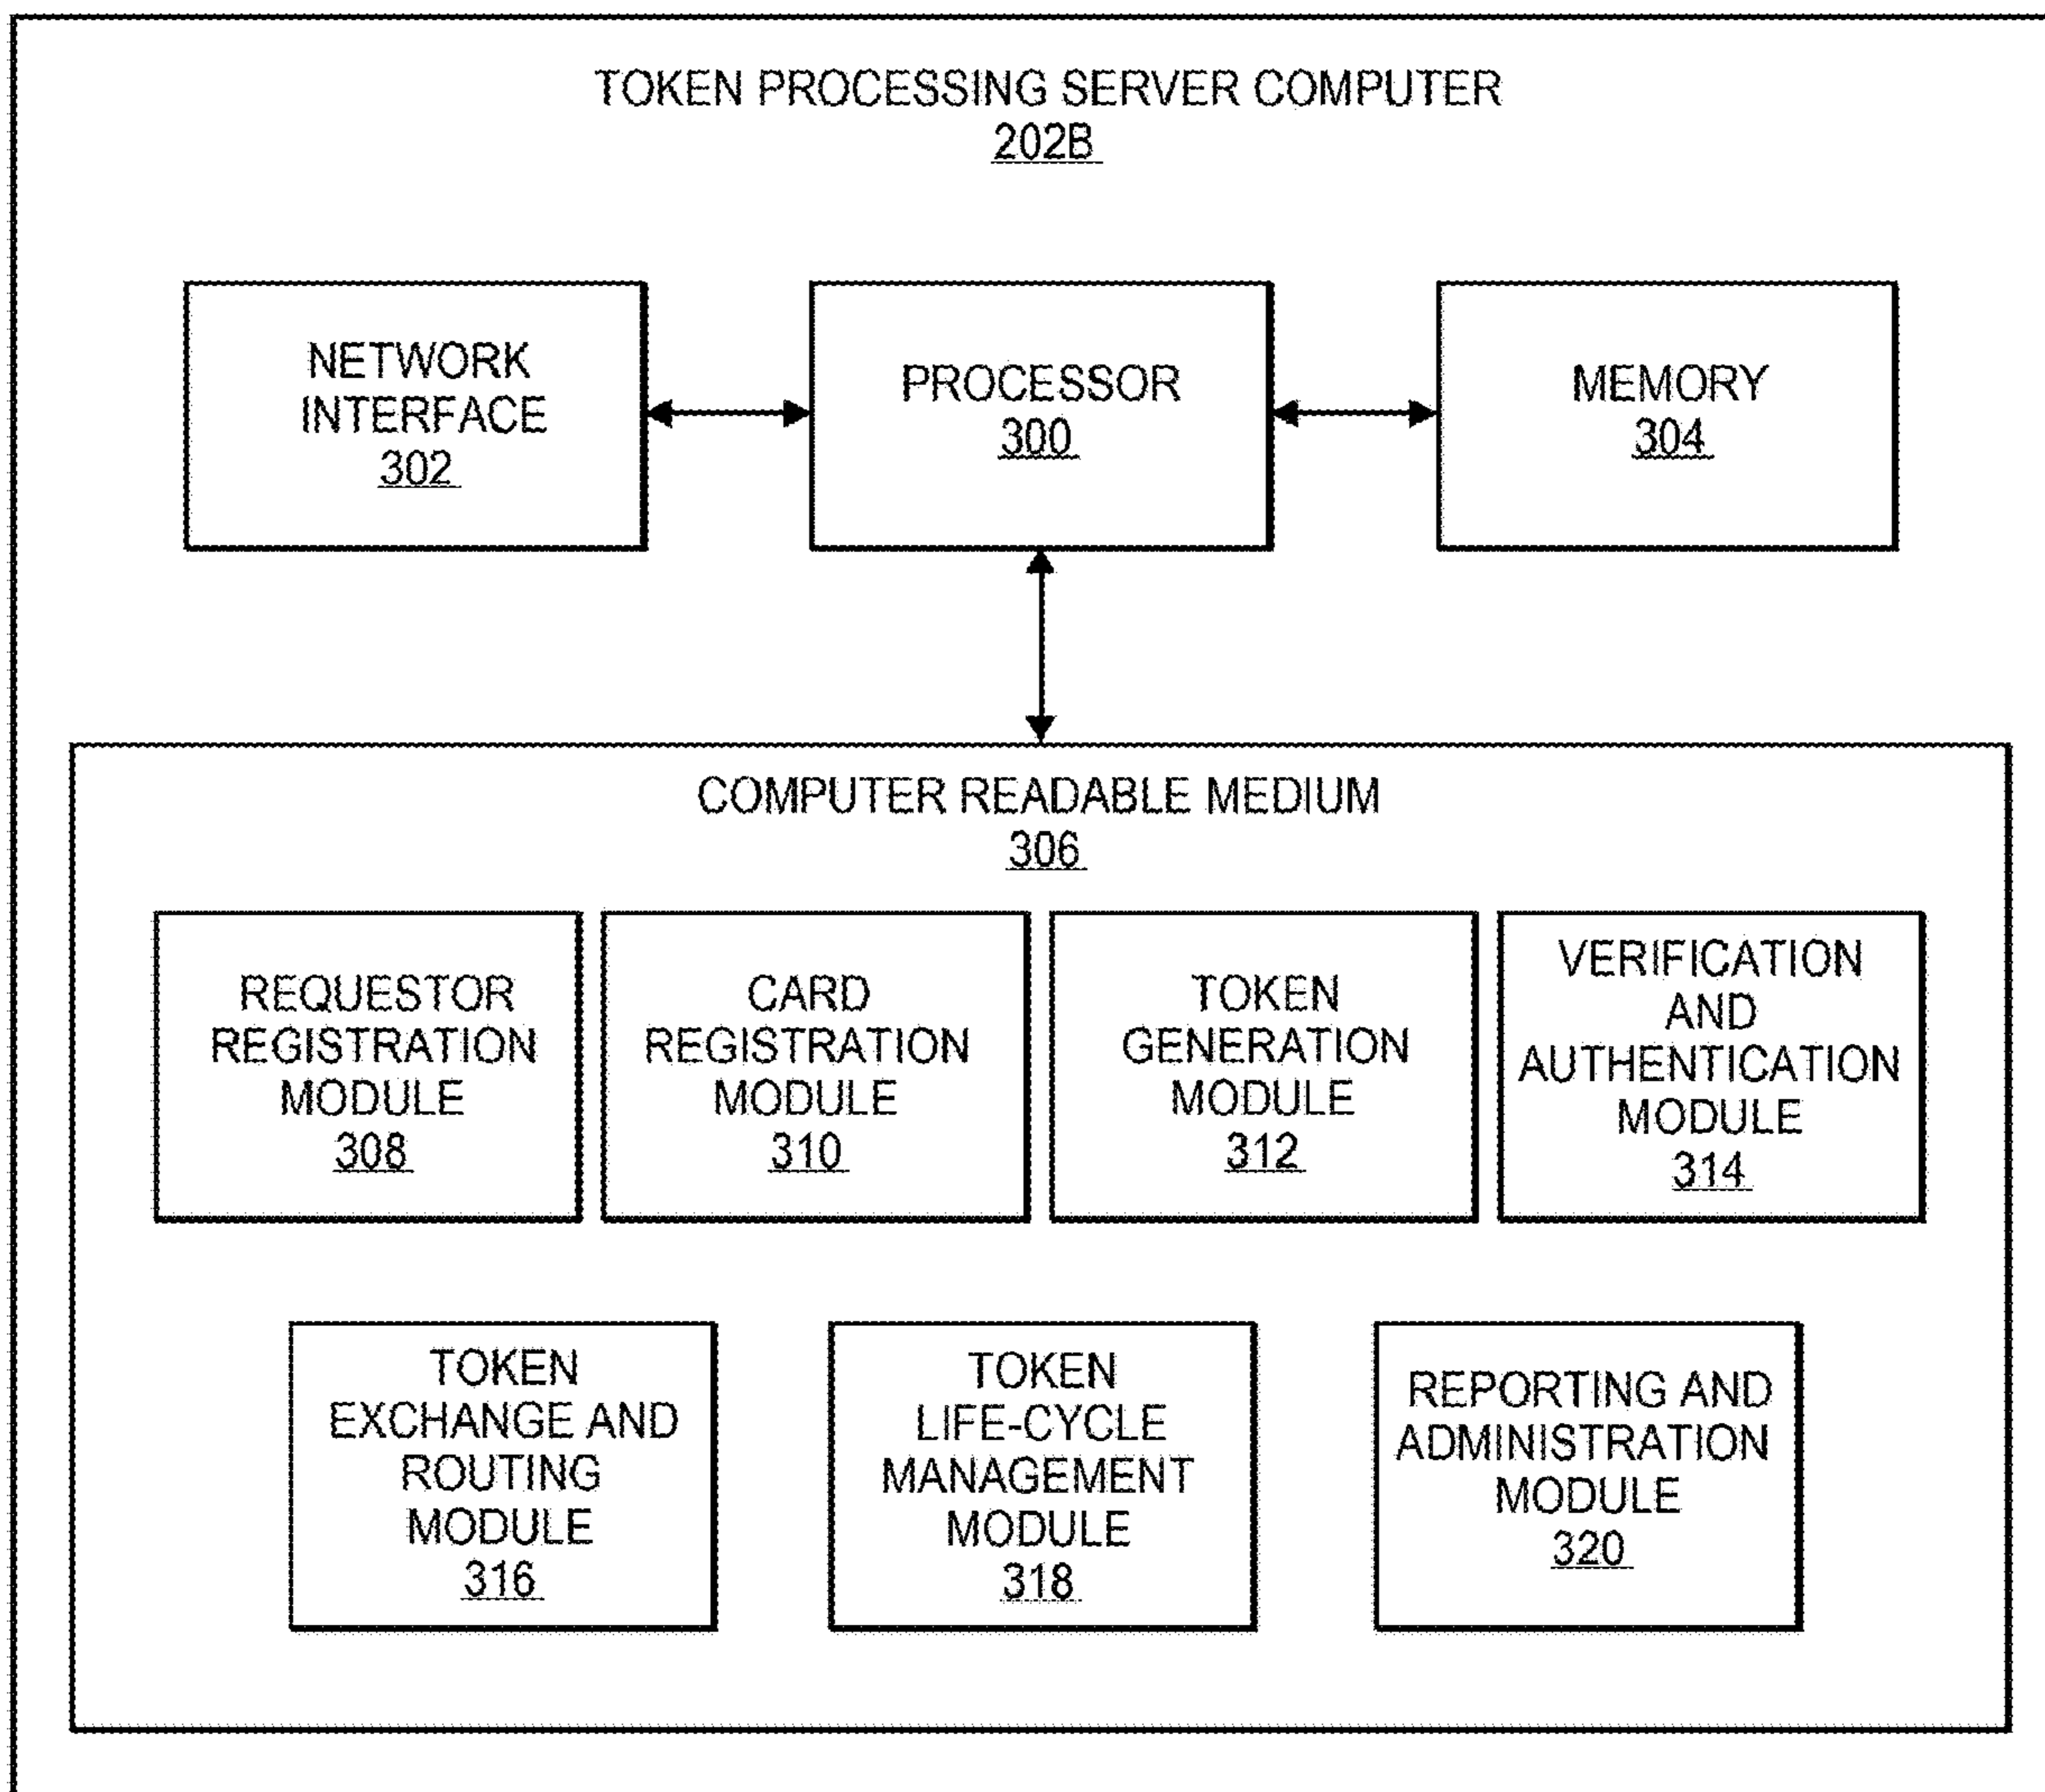 TOKEN PROCESSING SERVER COMPUTER
202B
NETWORK
INTERFACE
302
PROCESSOR
300
MEMORY
304
COMPUTER READABLE MEDIUM
306
REQUESTOR
REGISTRATION
MODULE
308
CARD
REGISTRATION
MODULE
310
TOKEN
GENERATION
MODULE
312
VERIFICATION
AND
AUTHENTICATION
MODULE
314
TOKEN
EXCHANGE AND
ROUTING
MODULE
316
TOKEN
LIFE-CYCLE
MANAGEMENT
MODULE
318
REPORTING AND
ADMINISTRATION
MODULE
320